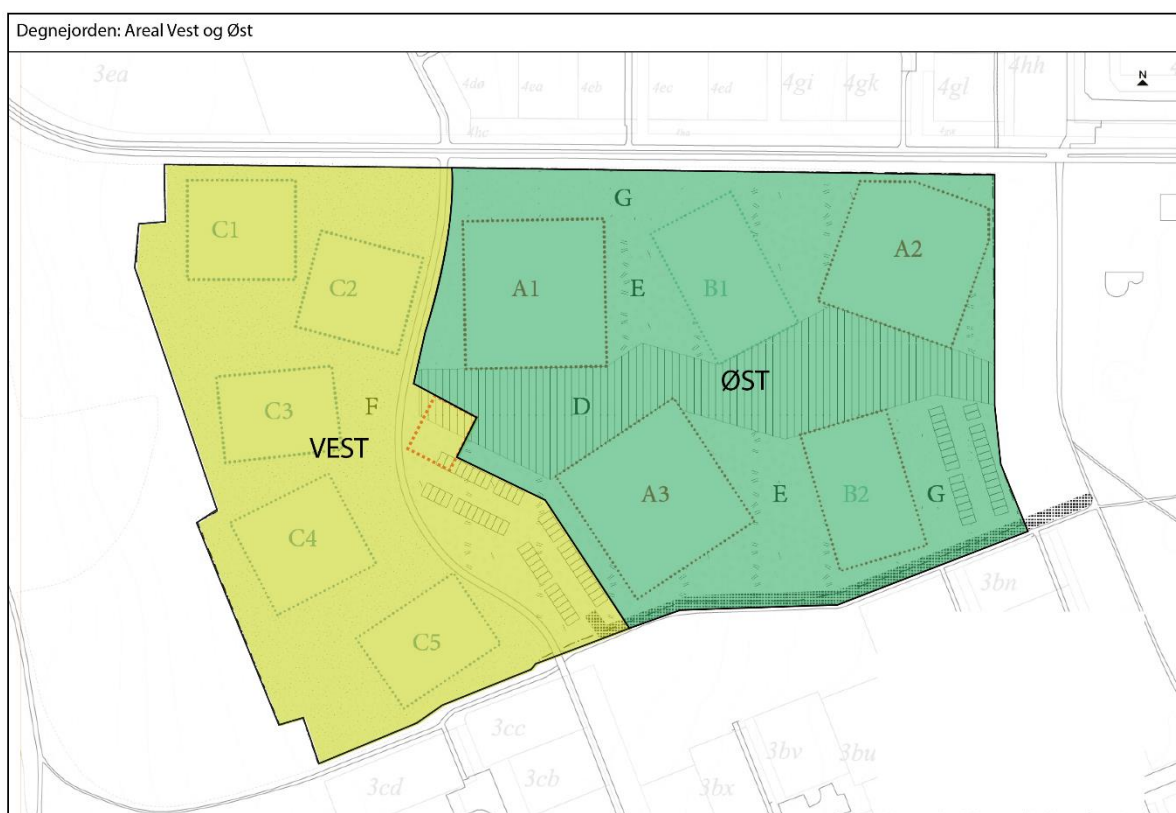 Degnejorden: Areal Vest og Øst
3ea
4hh
4dø
4ea
4eb
4ec
4ed
4gi
4gk
4gl
N
4bc
G
C1
A2
C2
A1
E
B1
ØST
F
D
C3
VEST
A3
E
B2
G
C4
3bn
C5
3cc
3bv
3bu
3cd
3cb
3bx